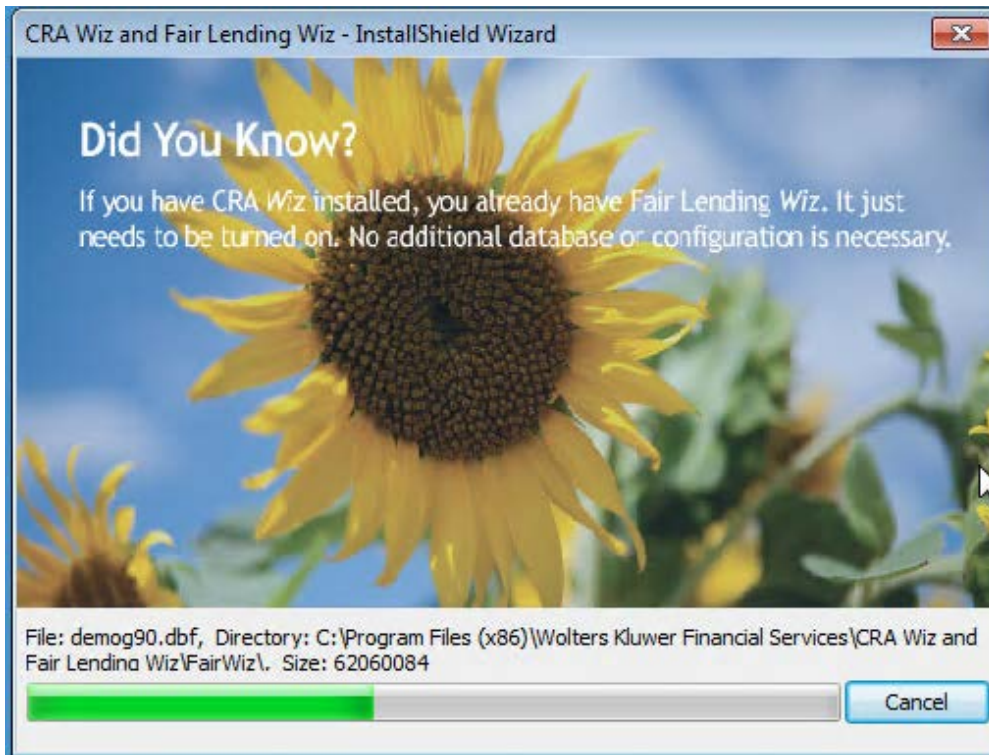 CRA Wiz and Fair Lending Wiz - InstallShield Wizard
Did You Know?
If you have CRA Wiz installed, you already have Fair Lending Wiz. It just
needs to be turned on. No additional database or configuration is necessary.
File: demog90.dbf, Directory: C:\Program Files (x86)\Wolters Kluwer Financial Services\CRA Wiz and
Fair Lending Wiz\FairWiz\. Size: 62060084
Cancel